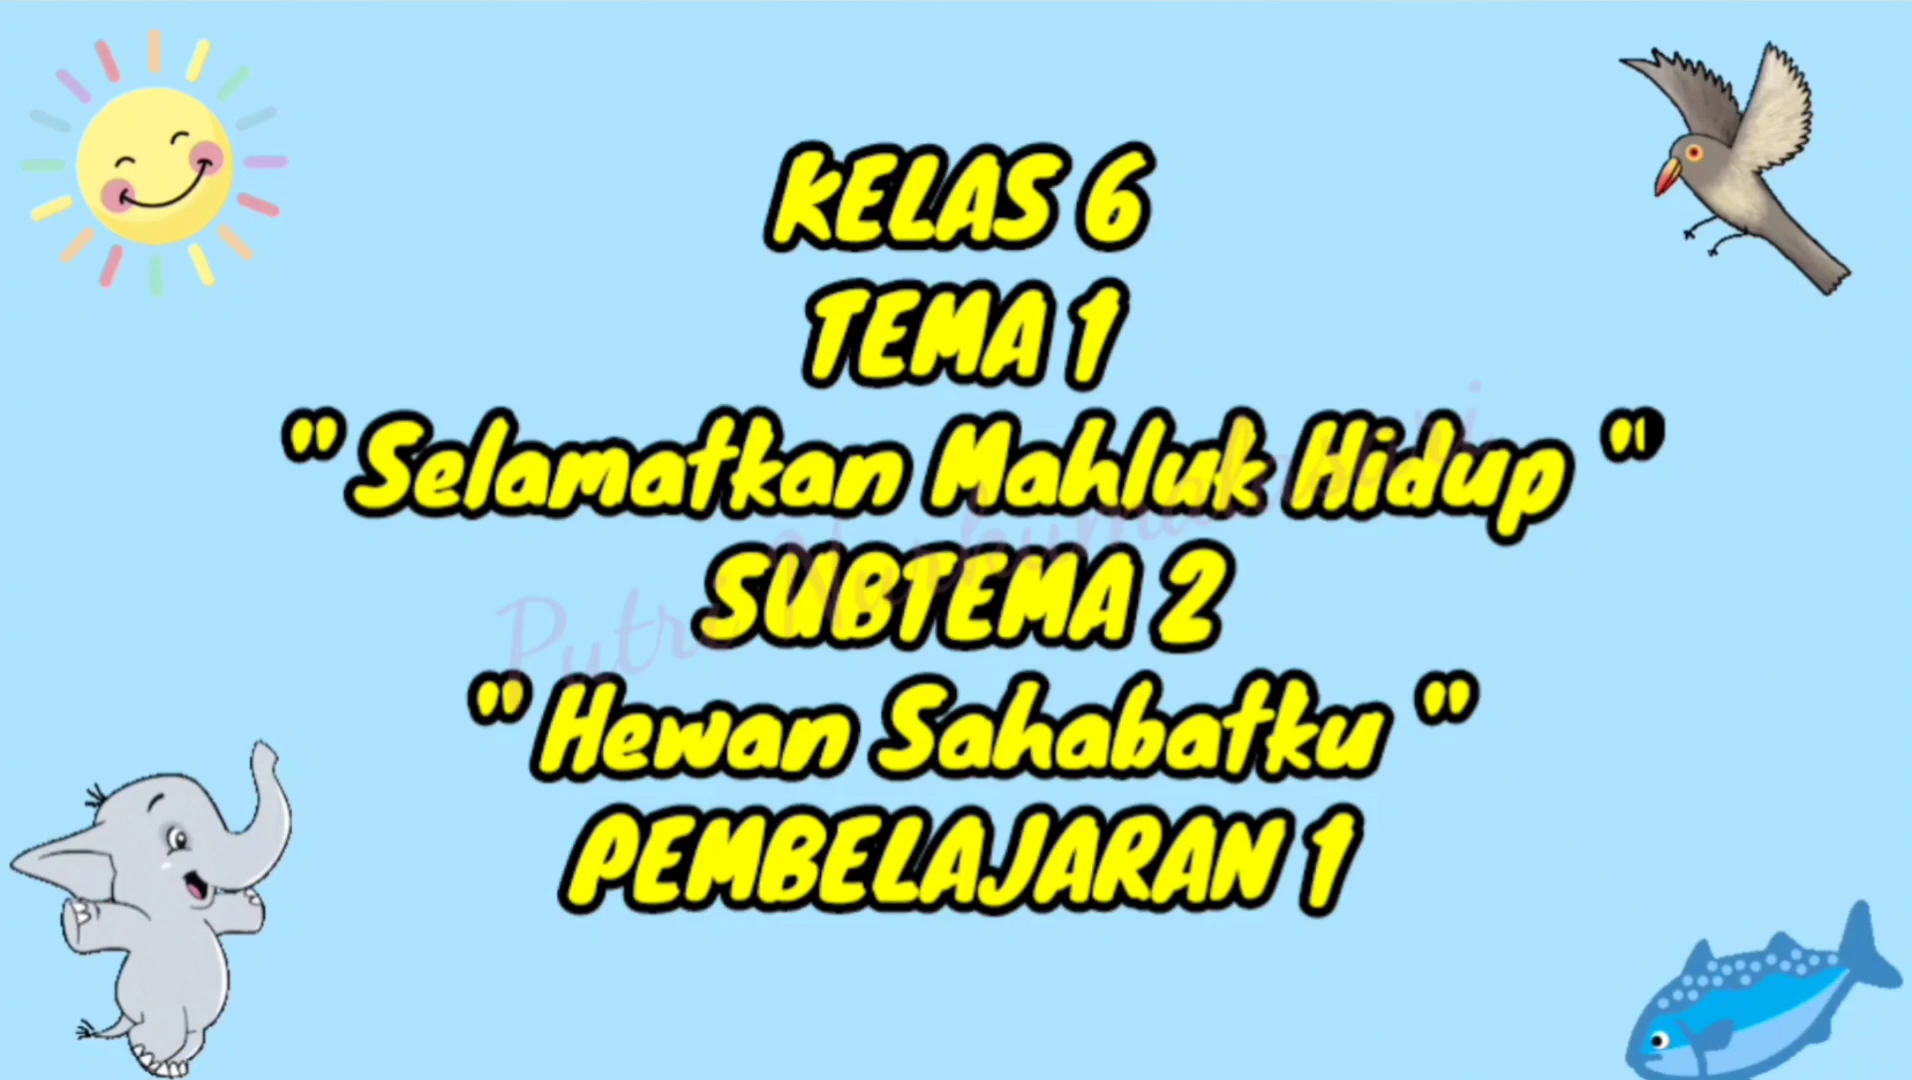 KELAS 6
TEMA 1
" Selamatkan Mahluk Hidup "
SUBTEMA 2
" Hewan Sahabatku "
PEMBELAJARAN 1